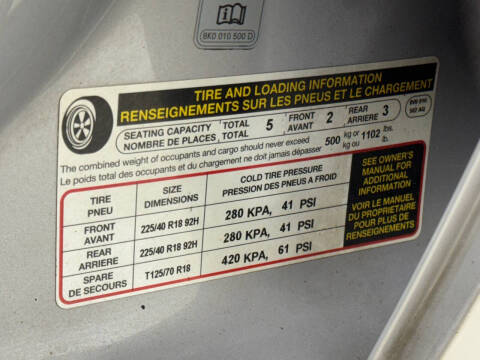 8K0 010 500 D
TIRE AND LOADING INFORMATION
RENSEIGNEMENTS SUR LES PNEUS ET LE CHARGEMENT
SEATING CAPACITY TOTAL 5 FRONT 2 REAR 3
NOMBRE DE PLACES TOTAL AVANT ARRIERE
The combined weight of occupants and cargo should never exceed 500 kg or 1102 lbs.
Le poids total des occupants et du chargement ne doit jamais dépasser kg ou lb.
TIRE SIZE COLD TIRE PRESSURE
PNEU DIMENSIONS PRESSION DES PNEUS A FROID
FRONT 225/40 R18 92H 280 KPA, 41 PSI
AVANT
REAR 225/40 R18 92H 280 KPA, 41 PSI
ARRIERE
SPARE T125/70 R18 420 KPA, 61 PSI
DE SECOURS
SEE OWNER'S
MANUAL FOR
ADDITIONAL
INFORMATION
VOIR LE MANUEL
DU PROPRIETAIRE
POUR PLUS DE
RENSEIGNEMENTS